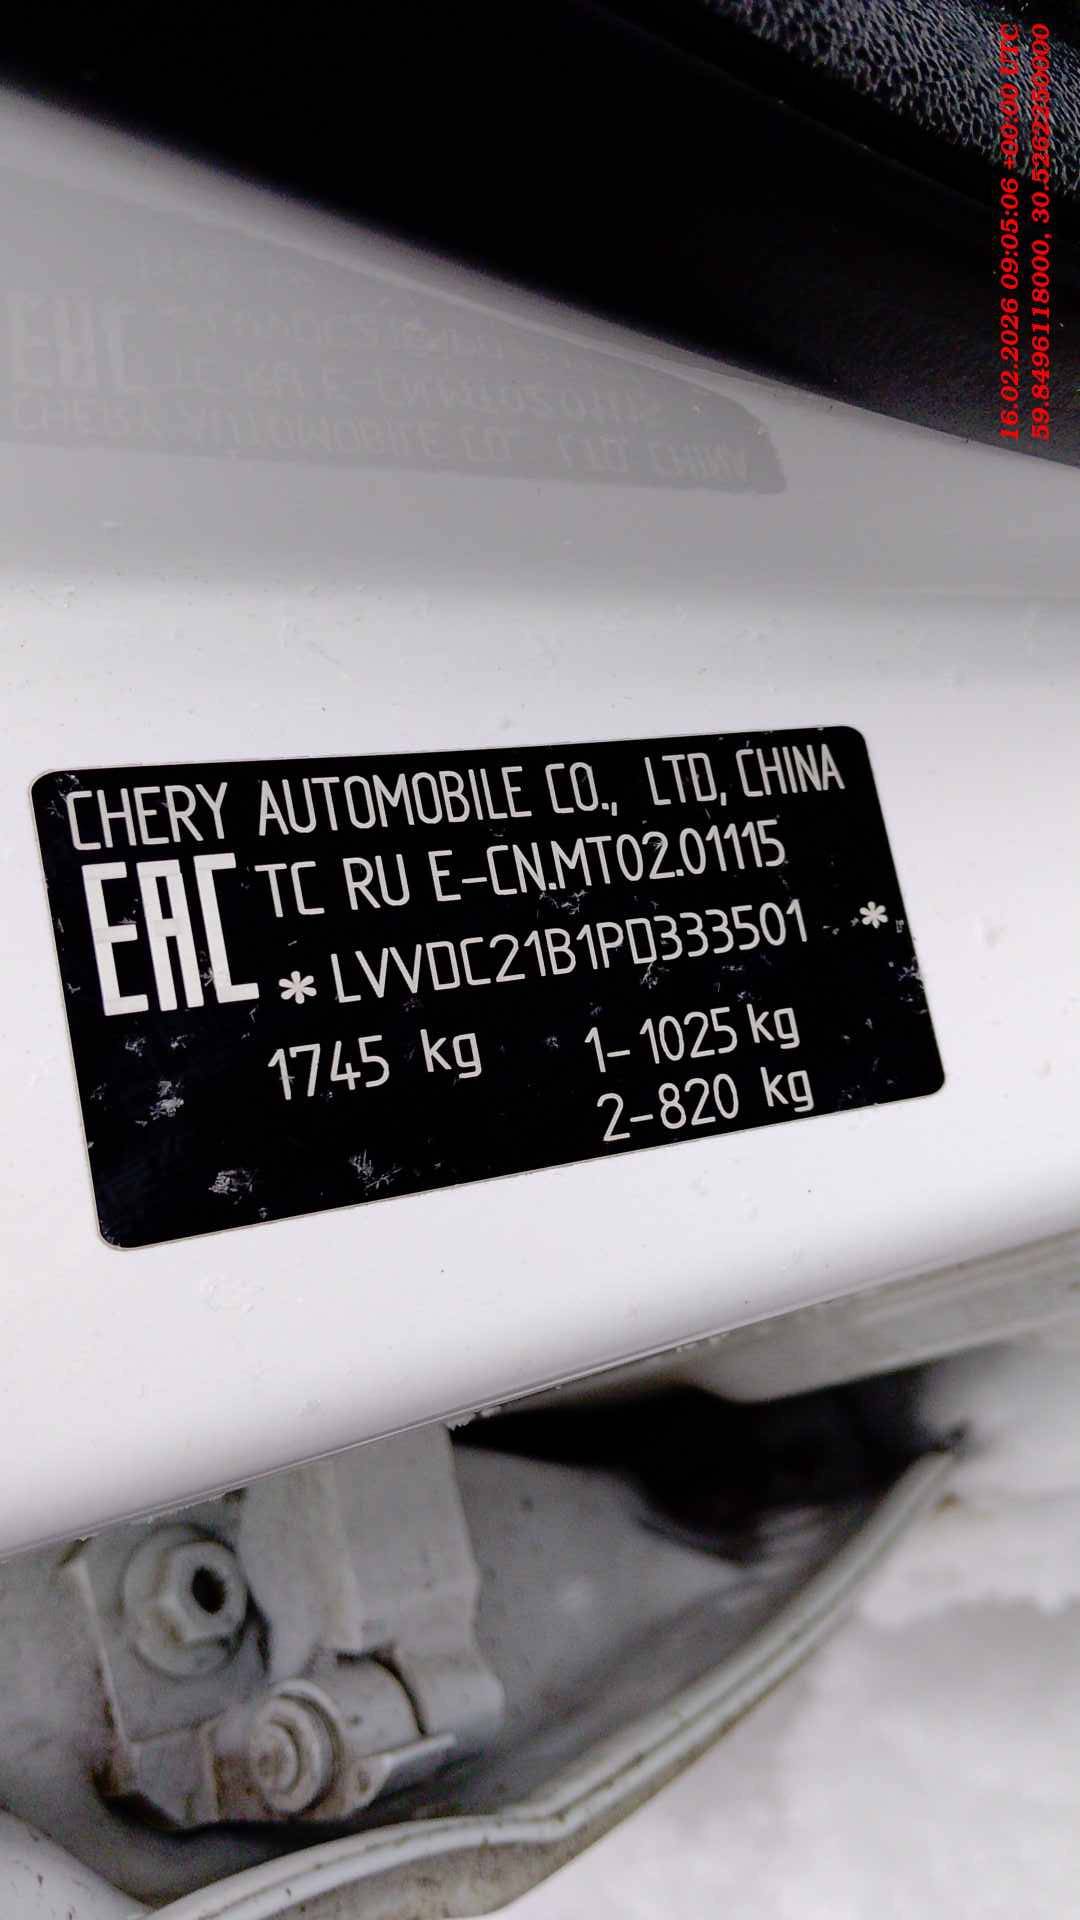 16.02.2026 09:05:06 +00:00 UTC
59.8496118000, 30.5262250000
CHERY AUTOMOBILE CO., LTD, CHINA
EAC TC RU E-CN.MT02.01115
*LVVDC21B1PD333501 *
1745 kg 1-1025 kg
2-820 kg